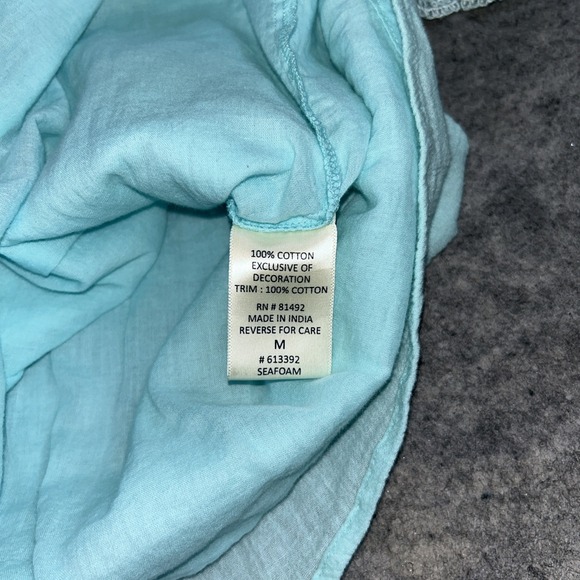 100% COTTON
EXCLUSIVE OF
DECORATION
TRIM : 100% COTTON
RN # 81492
MADE IN INDIA
REVERSE FOR CARE
M
# 613392
SEAFOAM